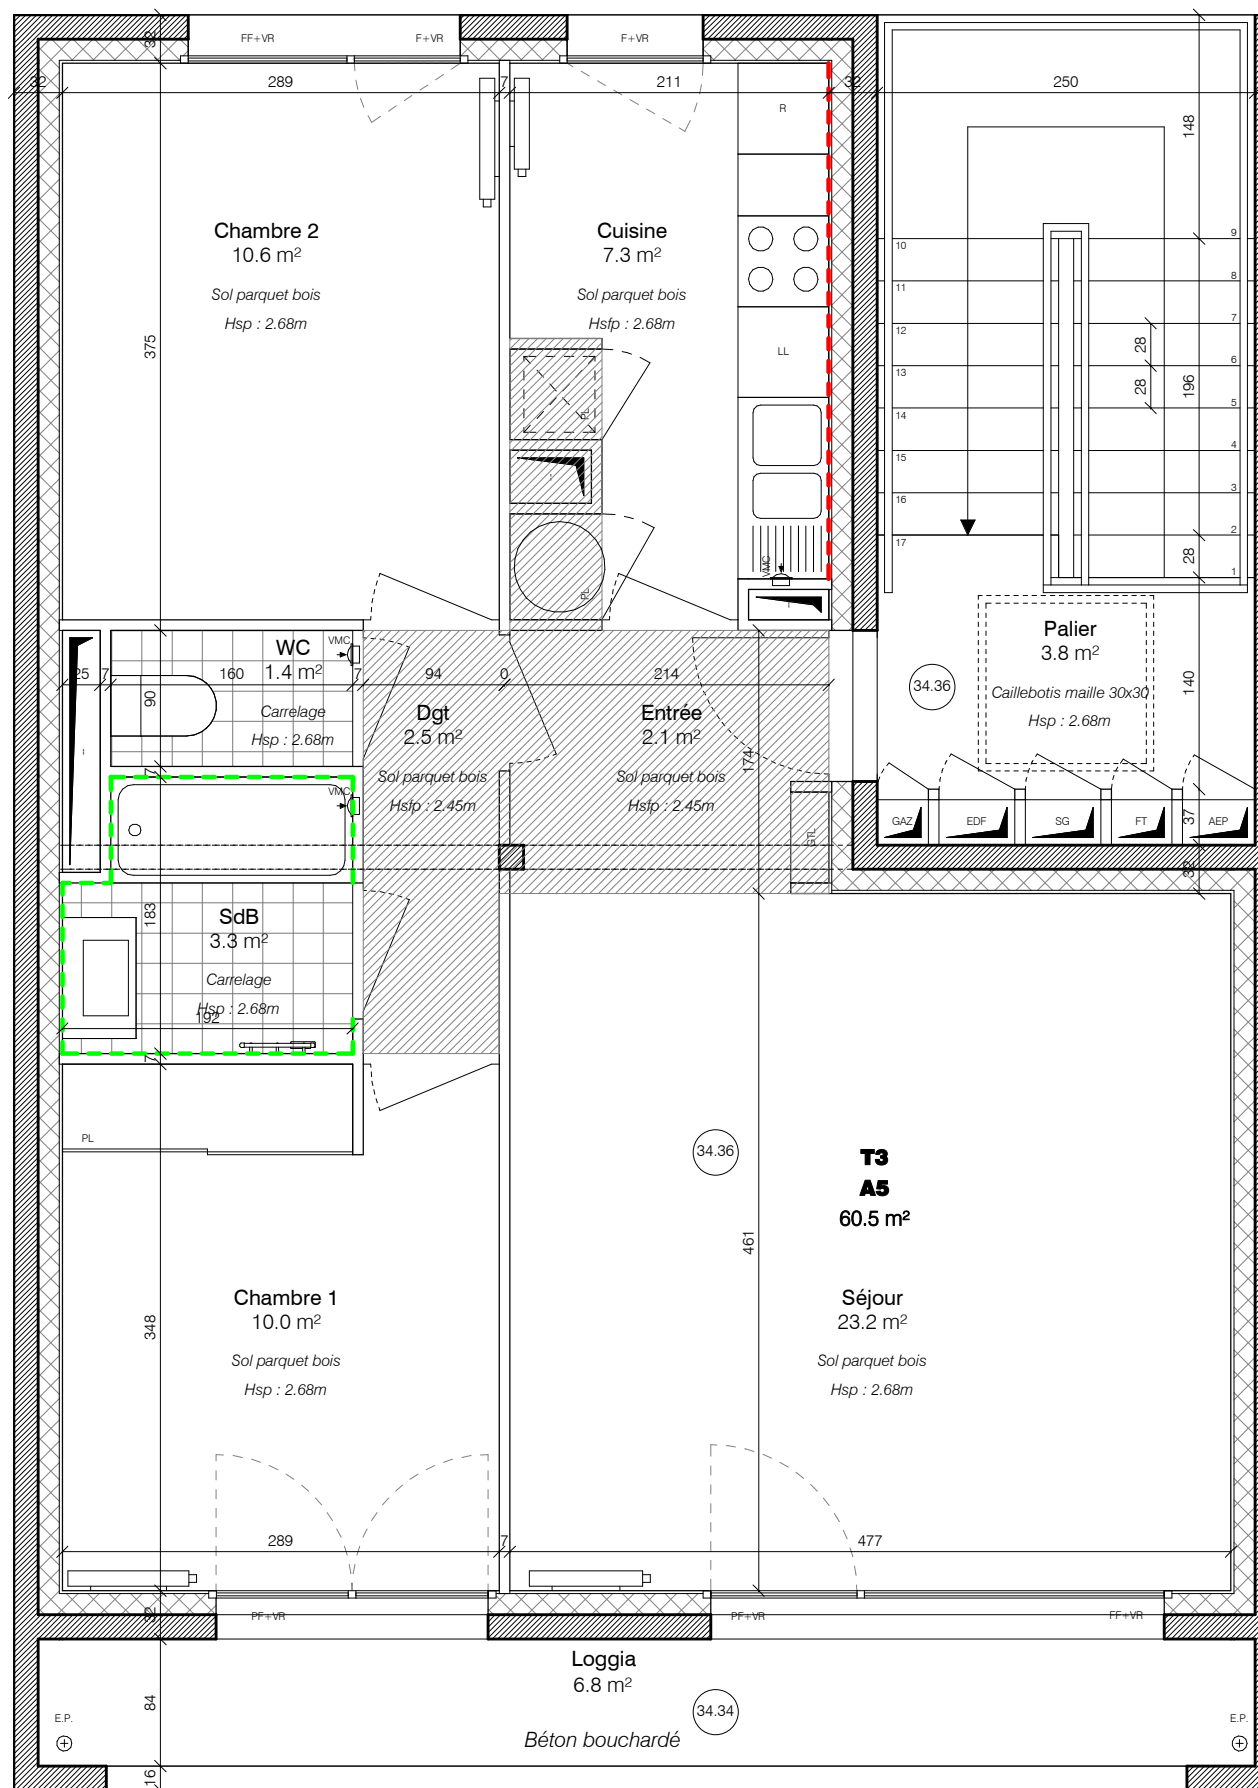 FF+VR
F+VR
F+VR
32
32
289
7
211
32
250
R
148
Chambre 2
10.6 m²
Sol parquet bois
Hsp : 2.68m
Cuisine
7.3 m²
Sol parquet bois
Hsfp : 2.68m
375
LL
PL
PL
VMC
10
11
12
13
14
15
16
17
9
8
7
6
5
4
3
2
1
28
28
196
28
WC
1.4 m²
Carrelage
Hsp : 2.68m
VMC
25
7
160
7
94
0
214
90
Dgt
2.5 m²
Sol parquet bois
Hsfp : 2.45m
Entrée
2.1 m²
Sol parquet bois
Hsfp : 2.45m
174
34.36
Palier
3.8 m²
Caillebotis maille 30x30
Hsp : 2.68m
140
7
VMC
GTL
GAZ
EDF
SG
FT
AEP
37
32
183
SdB
3.3 m²
Carrelage
Hsp : 2.68m
192
7
PL
34.36
T3
A5
60.5 m²
461
348
Chambre 1
10.0 m²
Sol parquet bois
Hsp : 2.68m
Séjour
23.2 m²
Sol parquet bois
Hsp : 2.68m
289
7
477
32
PF+VR
PF+VR
FF+VR
Loggia
6.8 m²
84
34.34
E.P.
E.P.
Béton bouchardé
16